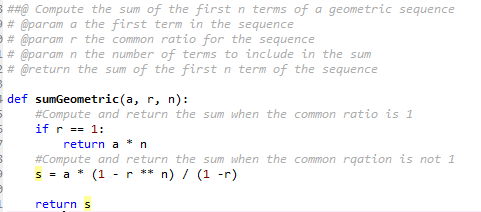 ##@ Compute the sum of the first n terms of a geometric sequence
# @param a the first term in the sequence
# @param r the common ratio for the sequence
# @param n the number of terms to include in the sum
# @return the sum of the first n term of the sequence
def sumGeometric(a, r, n):
#Compute and return the sum when the common ratio is 1
if r == 1:
return a * n
#Compute and return the sum when the common rqation is not 1
s = a * (1 - r ** n) / (1 -r)
return s